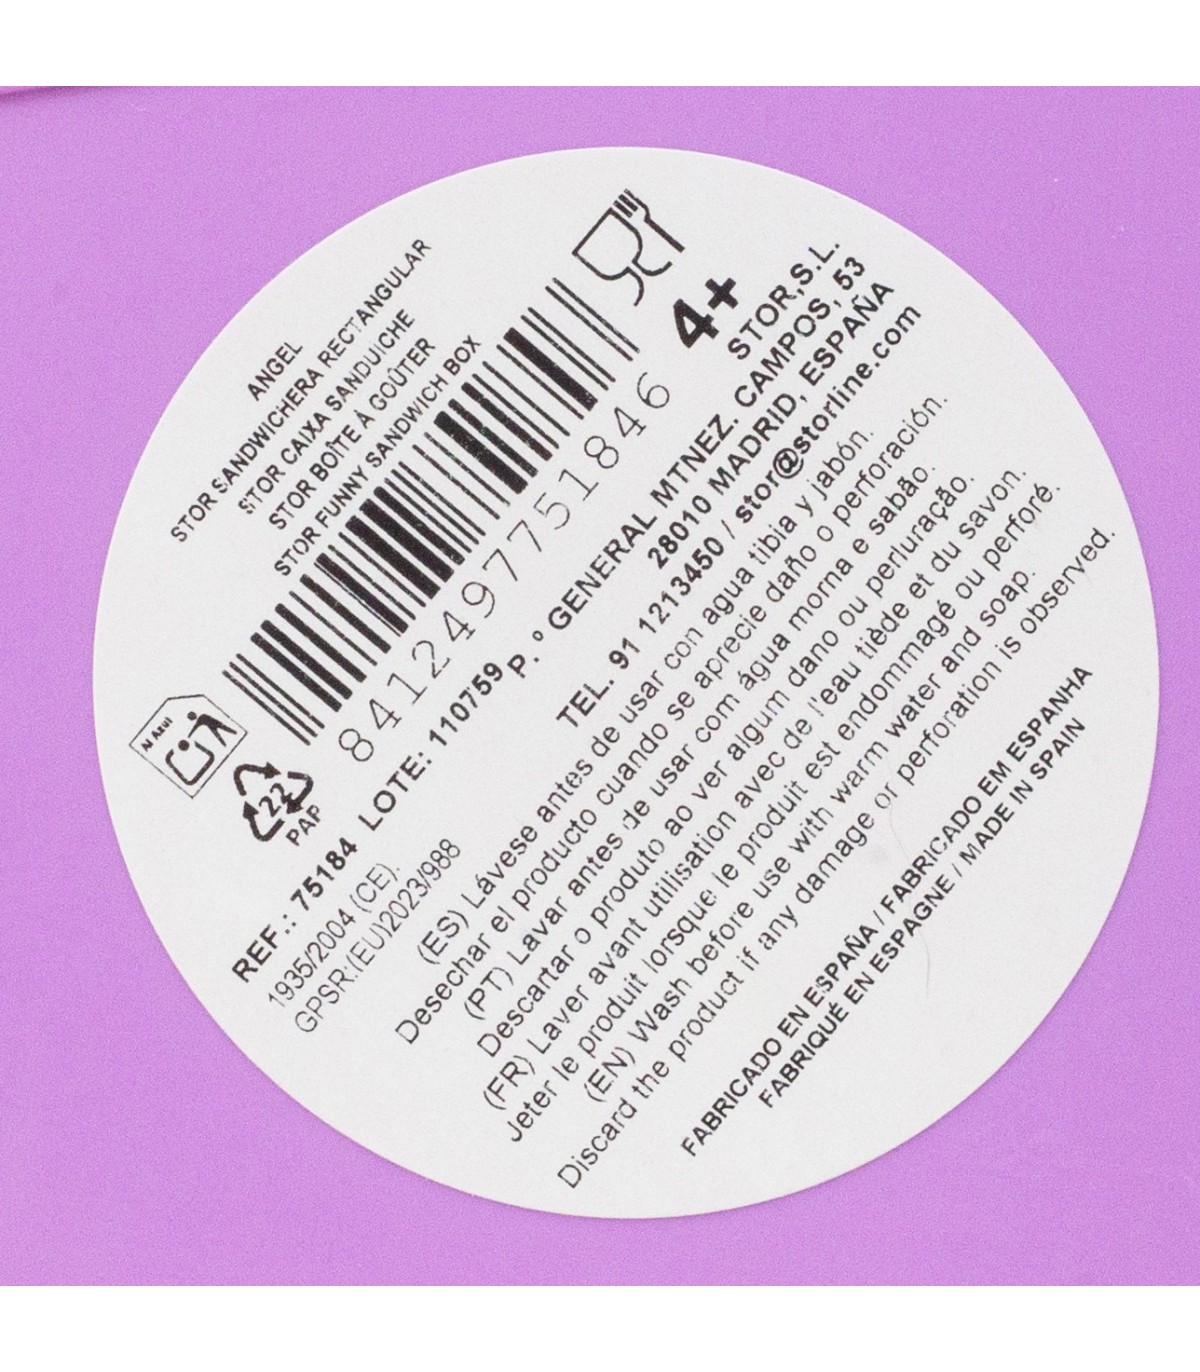 ANGEL
STOR SANDWICHERA RECTANGULAR
STOR CAIXA SANDUICHE
STOR BOÎTE À GOÛTER
STOR FUNNY SANDWICH BOX
8412497751846
4+
Al Azul
22
PAP
REF.: 75184 LOTE: 110759
1935/2004 (CE).
GPSR:(EU)2023/988
STOR,S.L.
P.º GENERAL MTNEZ. CAMPOS, 53
28010 MADRID, ESPAÑA
TEL. 91 1213450 / stor@storline.com
(ES) Lávese antes de usar con agua tibia y jabón.
Desechar el producto cuando se aprecie daño o perforación.
(PT) Lavar antes de usar com água morna e sabão.
Descartar o produto ao ver algum dano ou perluração.
(FR) Laver avant utilisation avec de l'eau tiède et du savon.
Jeter le produit lorsque le produit est endommagé ou perforé.
(EN) Wash before use with warm water and soap.
Discard the product if any damage or perforation is observed.
FABRICADO EN ESPAÑA / FABRICADO EM ESPANHA
FABRIQUÉ EN ESPAGNE / MADE IN SPAIN